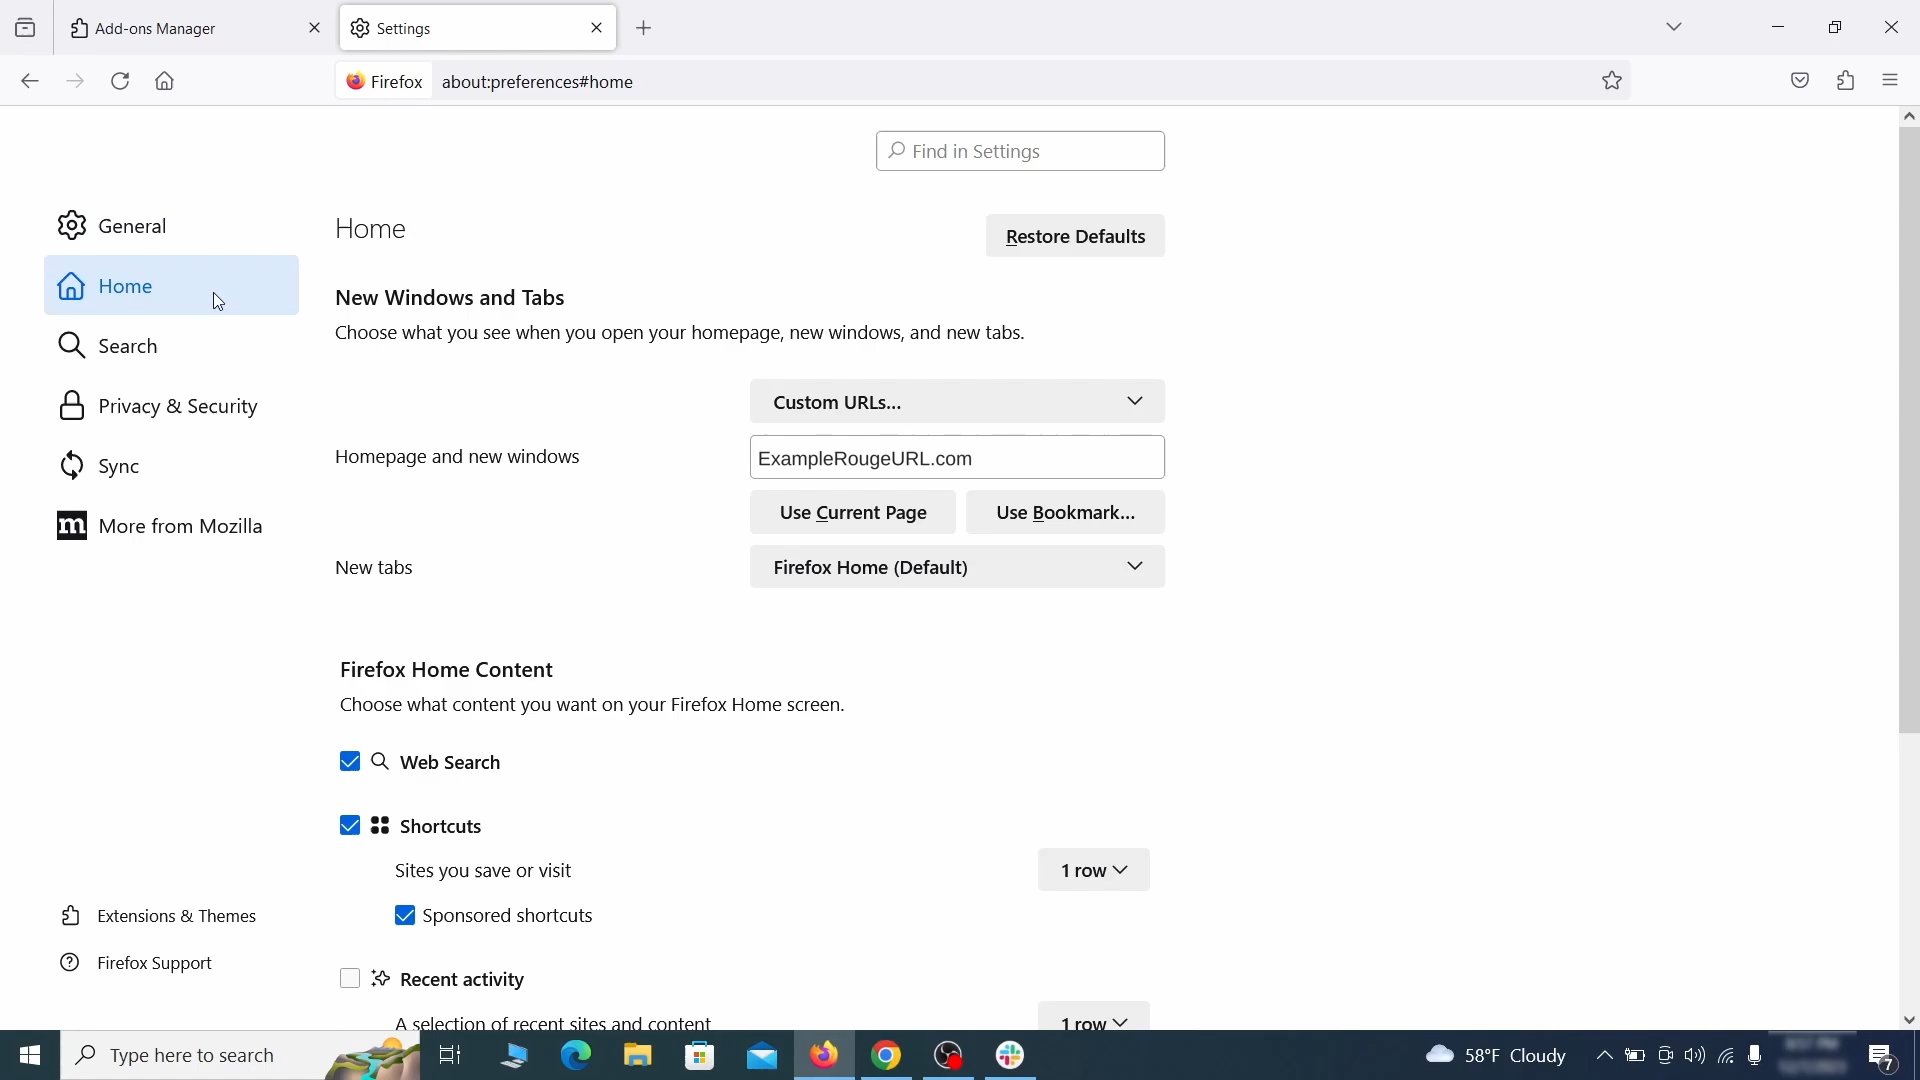 Add-ons Manager
Settings
Firefox
about:preferences#home
Find in Settings
General
Home
Search
Privacy & Security
Sync
More from Mozilla
Extensions & Themes
Firefox Support
Home
Restore Defaults
New Windows and Tabs
Choose what you see when you open your homepage, new windows, and new tabs.
Custom URLs...
Homepage and new windows
ExampleRougeURL.com
Use Current Page
Use Bookmark...
New tabs
Firefox Home (Default)
Firefox Home Content
Choose what content you want on your Firefox Home screen.
Web Search
Shortcuts
Sites you save or visit
1 row
Sponsored shortcuts
Recent activity
A selection of recent sites and content
1 row
Type here to search
58°F Cloudy
7